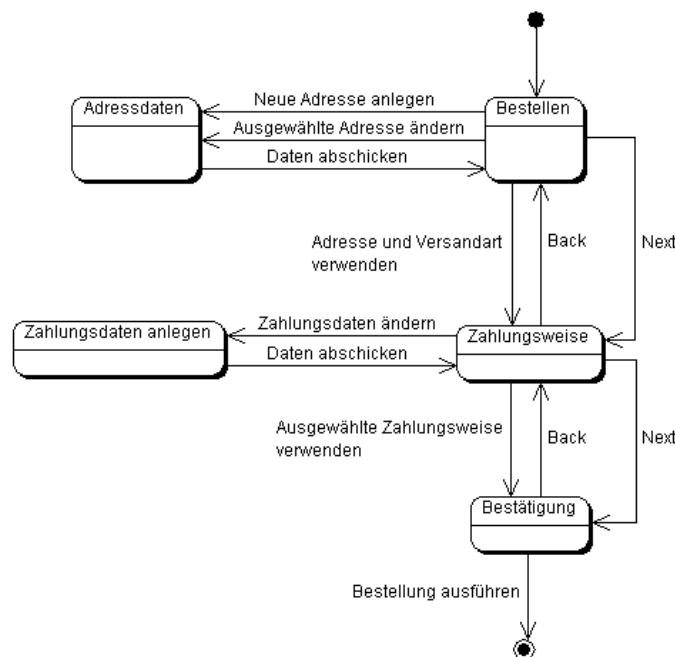 Adressdaten
Neue Adresse anlegen
Bestellen
Ausgewählte Adresse ändern
Daten abschicken
Adresse und Versandart
verwenden
Back
Next
Zahlungsdaten anlegen
Zahlungsdaten ändern
Zahlungsweise
Daten abschicken
Ausgewählte Zahlungsweise
verwenden
Back
Next
Bestätigung
Bestellung ausführen